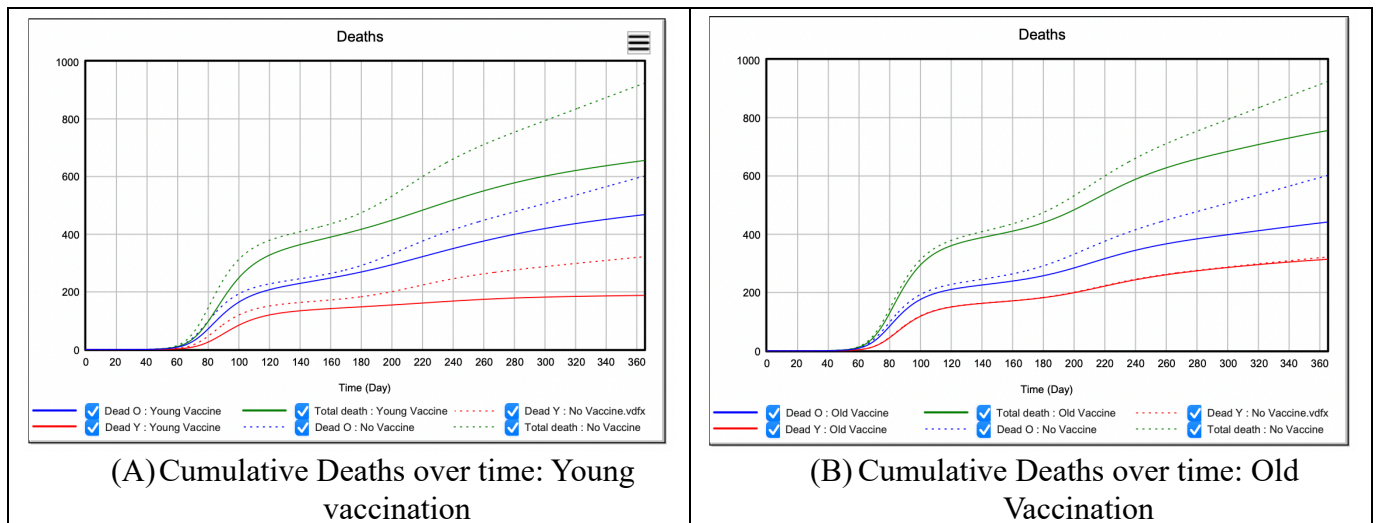 Deaths
1000
800
600
400
200
0
0 20 40 60 80 100 120 140 160 180 200 220 240 260 280 300 320 340 360
Time (Day)
Dead O : Young Vaccine Total death : Young Vaccine Dead Y : No Vaccine.vdfx
Dead Y : Young Vaccine Dead O : No Vaccine Total death : No Vaccine
(A) Cumulative Deaths over time: Young
vaccination
Deaths
1000
800
600
400
200
0
0 20 40 60 80 100 120 140 160 180 200 220 240 260 280 300 320 340 360
Time (Day)
Dead O : Old Vaccine Total death : Old Vaccine Dead Y : No Vaccine.vdfx
Dead Y : Old Vaccine Dead O : No Vaccine Total death : No Vaccine
(B) Cumulative Deaths over time: Old
Vaccination